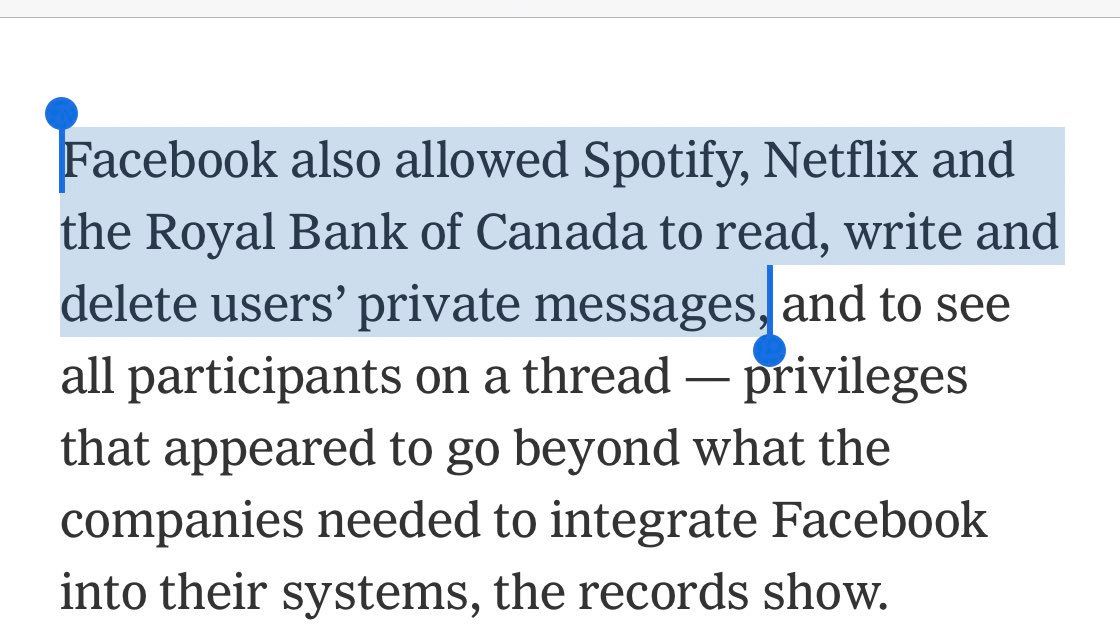 Facebook also allowed Spotify, Netflix and
the Royal Bank of Canada to read, write and
delete users’ private messages, and to see
all participants on a thread — privileges
that appeared to go beyond what the
companies needed to integrate Facebook
into their systems, the records show.